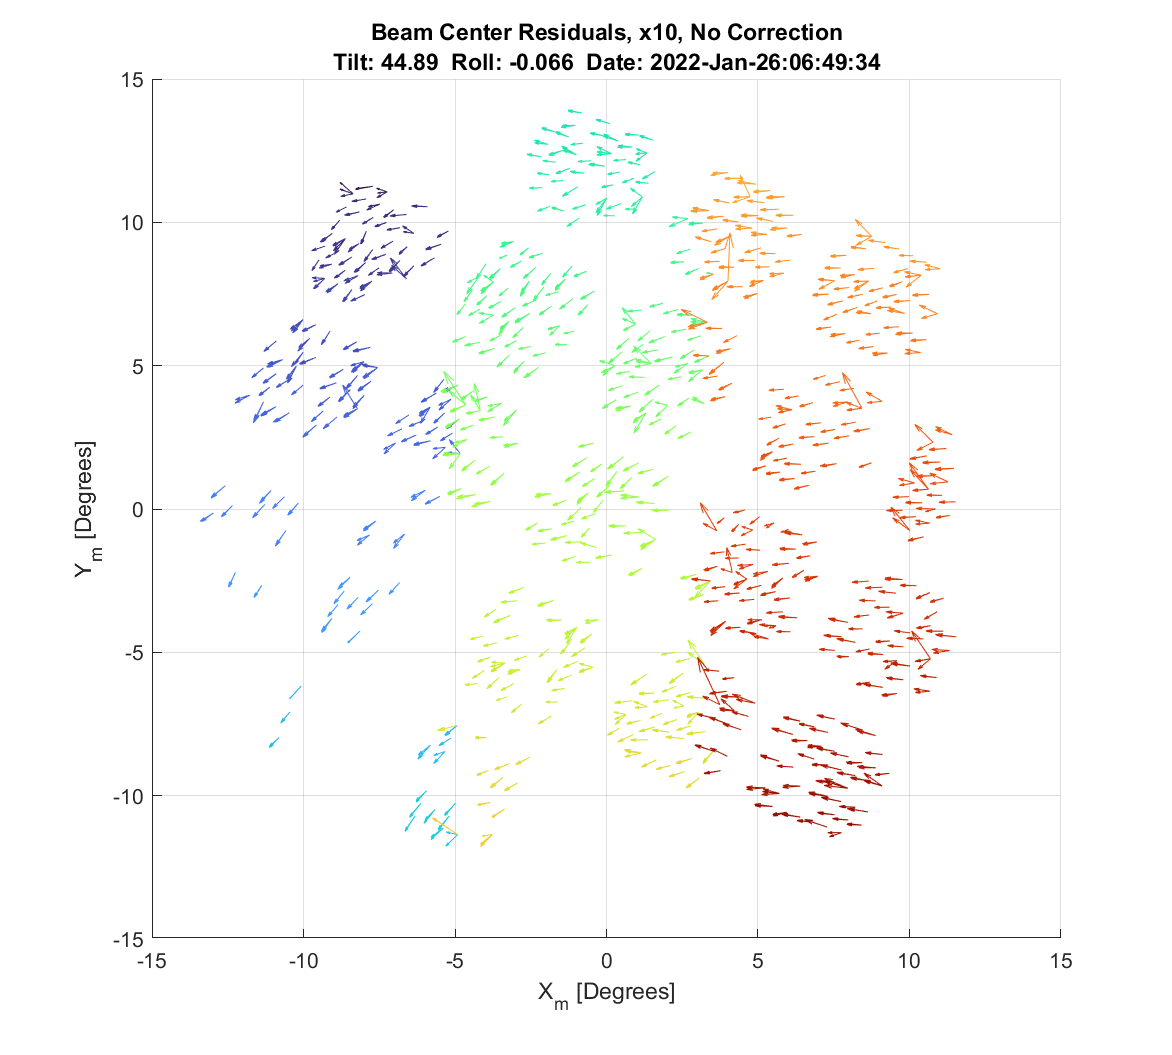 Beam Center Residuals, x10, No Correction
Tilt: 44.89 Roll: -0.066 Date: 2022-Jan-26:06:49:34
15
10
5
0
-5
-10
-15
Y_m [Degrees]
-15 -10 -5 0 5 10 15
X_m [Degrees]